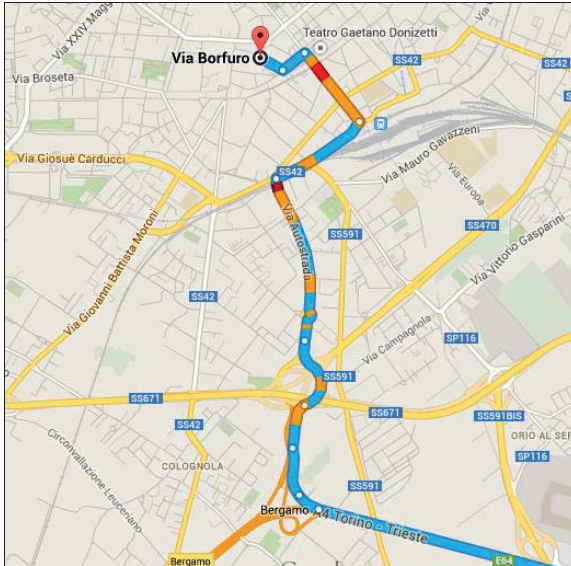 Via XXIV Magg
Teatro Gaetano Donizetti
Via Borfuro
SS42
SS42
Via Broseta
Via Mauro Gavazzeni
Via Giosuè Carducci
SS42
Via Europa
Via Autostrada
SS591
SS470
Via Vittorio Gasparini
Via Giovanni Battista Moroni
SS42
Via Campagnola
SP116
SS591
SS671
SS671
SS591BIS
SS42
ORIO AL SER
Circonvallazione Leuceriano
COLOGNOLA
SP116
SS591
Bergamo
A4 Torino - Trieste
Bergamo
E64